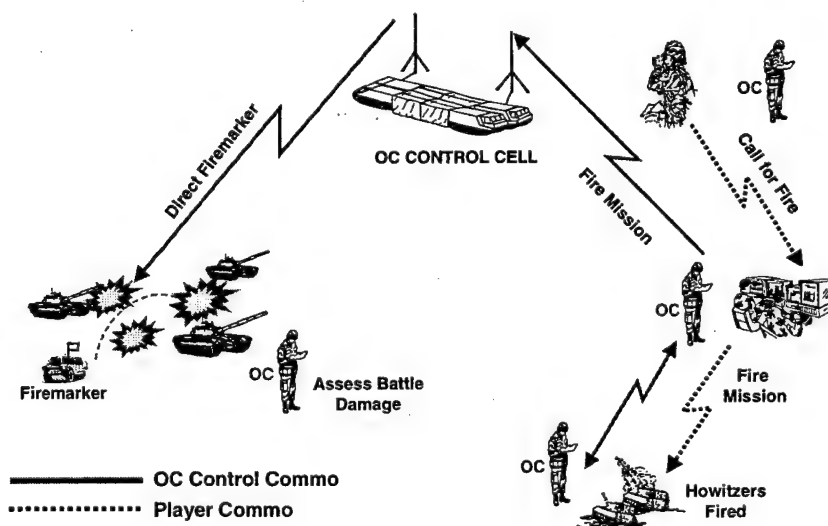 OC
OC CONTROL CELL
Direct Firemarker
Fire Mission
Call for Fire
OC
Firemarker
OC
Assess Battle
Damage
Fire
Mission
OC
Howitzers
Fired
OC Control Commo
Player Commo